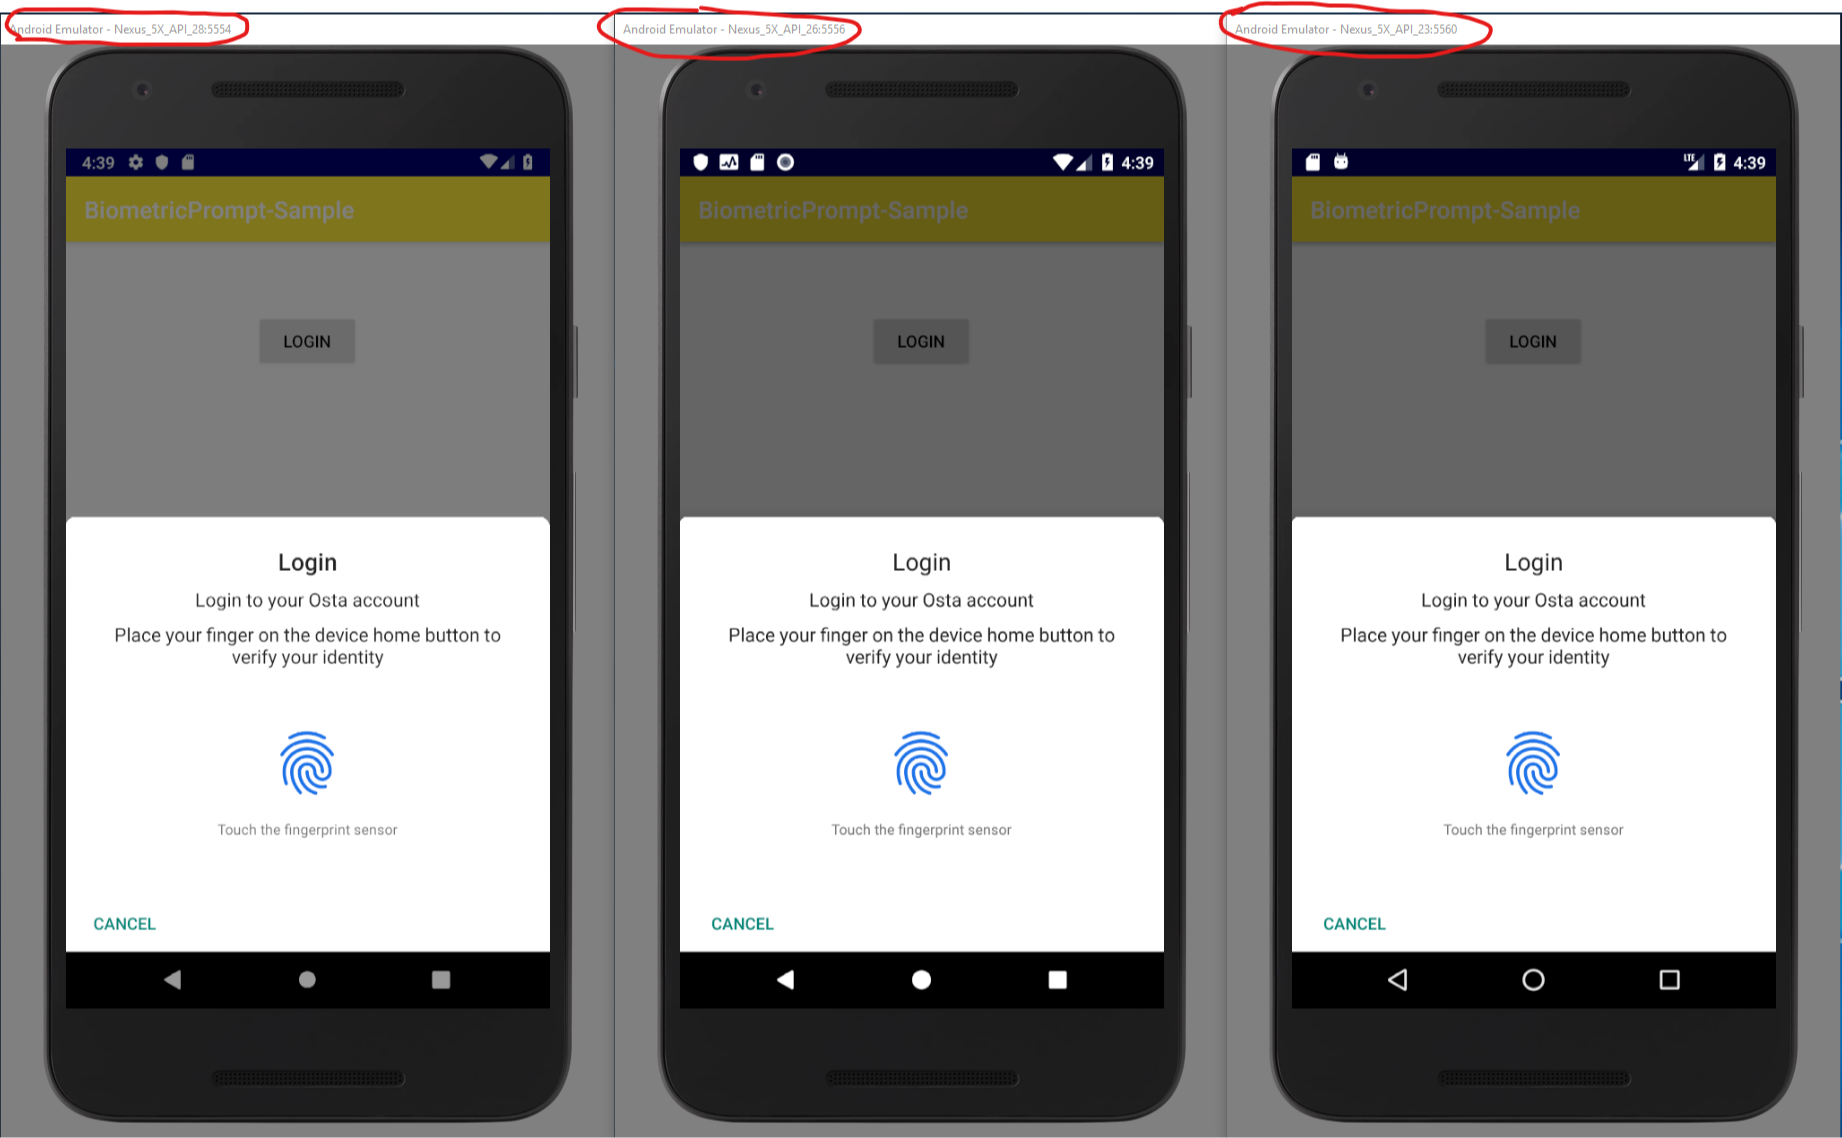 Android Emulator - Nexus_5X_API_28:5554
4:39
BiometricPrompt-Sample
LOGIN
Login
Login to your Osta account
Place your finger on the device home button to
verify your identity
Touch the fingerprint sensor
CANCEL
Android Emulator - Nexus_5X_API_26:5556
4:39
BiometricPrompt-Sample
LOGIN
Login
Login to your Osta account
Place your finger on the device home button to
verify your identity
Touch the fingerprint sensor
CANCEL
Android Emulator - Nexus_5X_API_23:5560
LTE
4:39
BiometricPrompt-Sample
LOGIN
Login
Login to your Osta account
Place your finger on the device home button to
verify your identity
Touch the fingerprint sensor
CANCEL